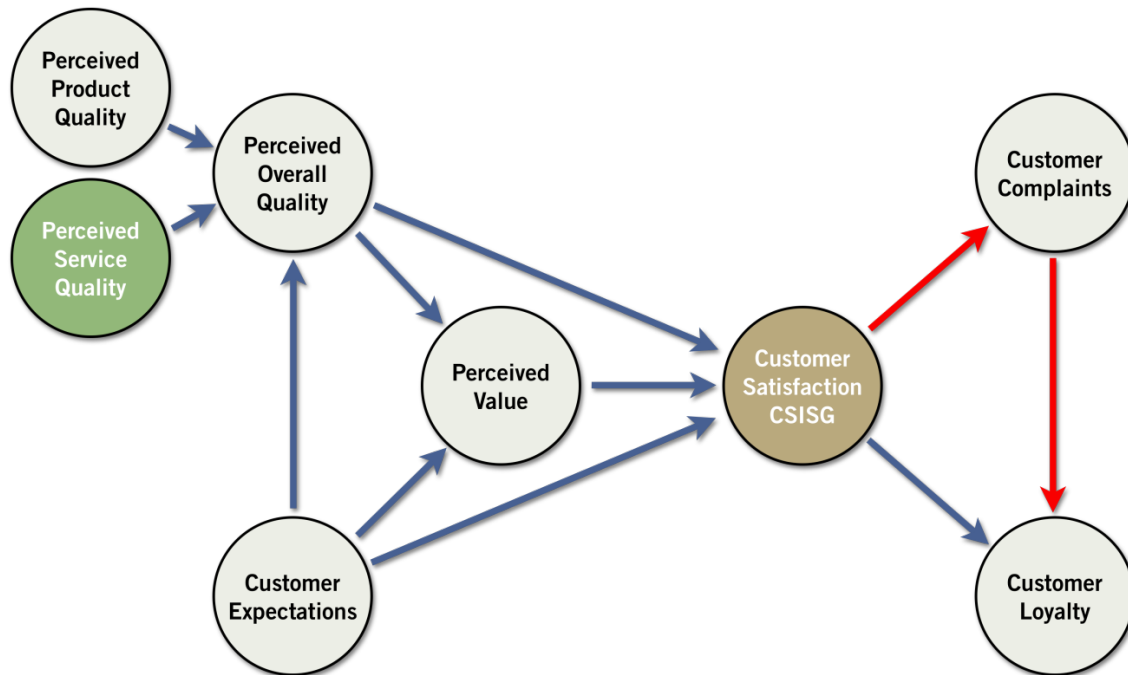 Perceived
Product
Quality
Perceived
Service
Quality
Perceived
Overall
Quality
Perceived
Value
Customer
Expectations
Customer
Satisfaction
CSISG
Customer
Complaints
Customer
Loyalty